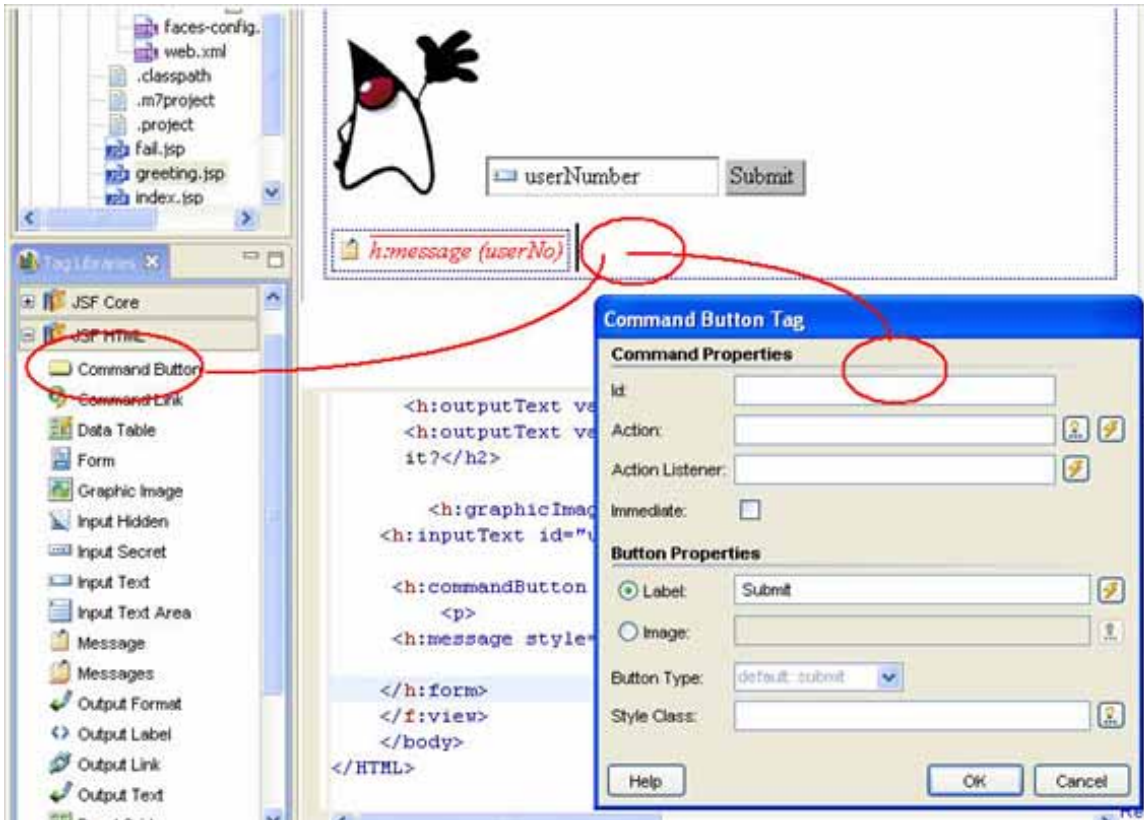 faces-config.
web.xml
.classpath
.m7project
.project
fail.jsp
greeting.jsp
index.jsp
Tag Libraries
JSF Core
JSF HTML
Command Button
Command Link
Data Table
Form
Graphic Image
Input Hidden
Input Secret
Input Text
Input Text Area
Message
Messages
Output Format
Output Label
Output Link
Output Text
userNumber
Submit
h:message (userNo)
<h:outputText va
<h:outputText va
it?</h2>
<h:graphicImag
<h:inputText id="u
<h:commandButton
<p>
<h:message style=
</h:form>
</f:view>
</body>
</HTML>
Command Button Tag
Command Properties
Id:
Action:
Action Listener:
Immediate:
Button Properties
Label: Submit
Image:
Button Type: default: submit
Style Class:
Help OK Cancel
Re